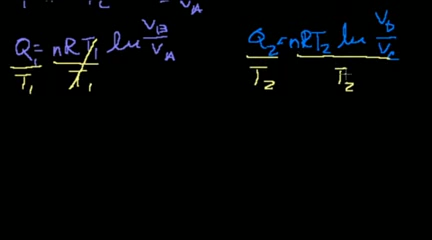 Q₁ = nRT₁ ln V_B/V_A
T₁ T₁
Q₂ = nRT₂ ln V_D/V_C
T₂ T₂